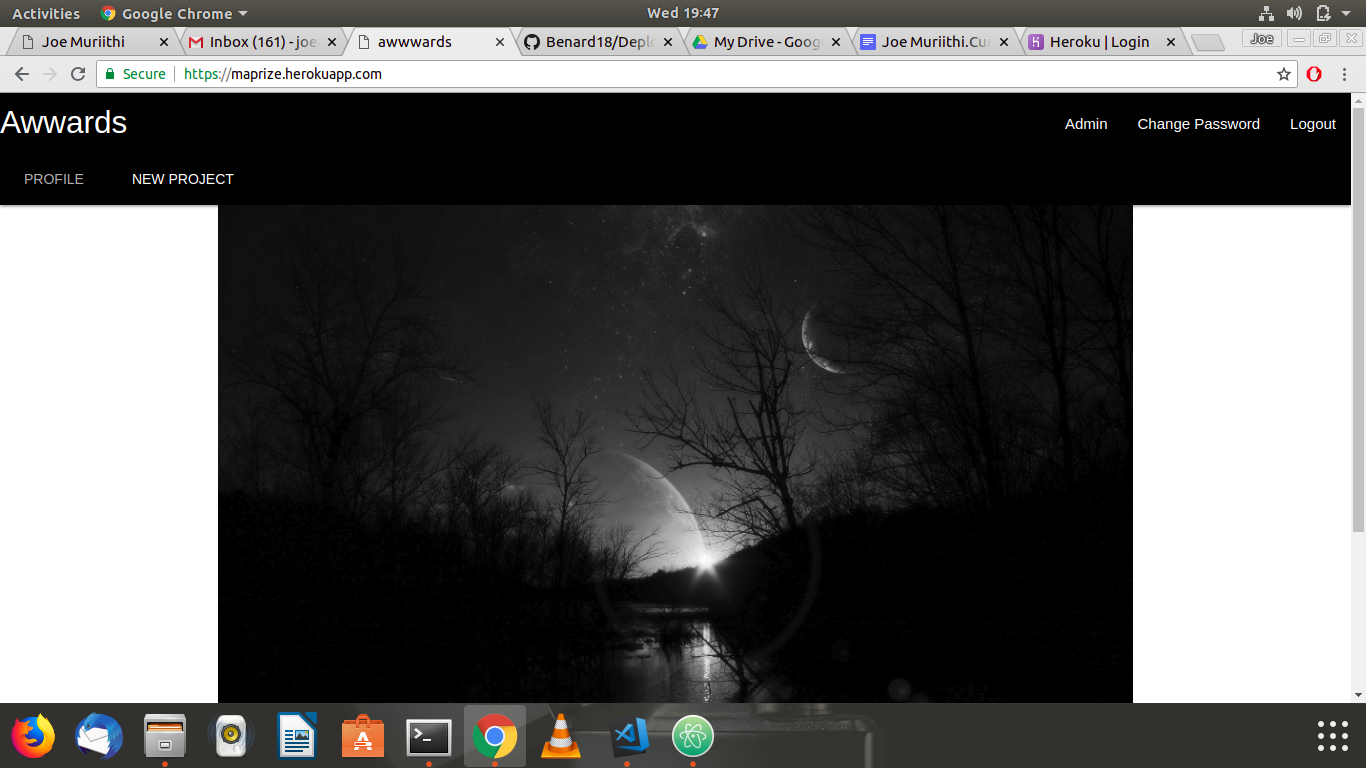 Activities Google Chrome Wed 19:47
Joe Muriithi Inbox (161) - joe awwwards Benard18/Deplo My Drive - Goog Joe Muriithi.Cur Heroku | Login Joe
Secure https://maprize.herokuapp.com
Awwards Admin Change Password Logout
PROFILE NEW PROJECT